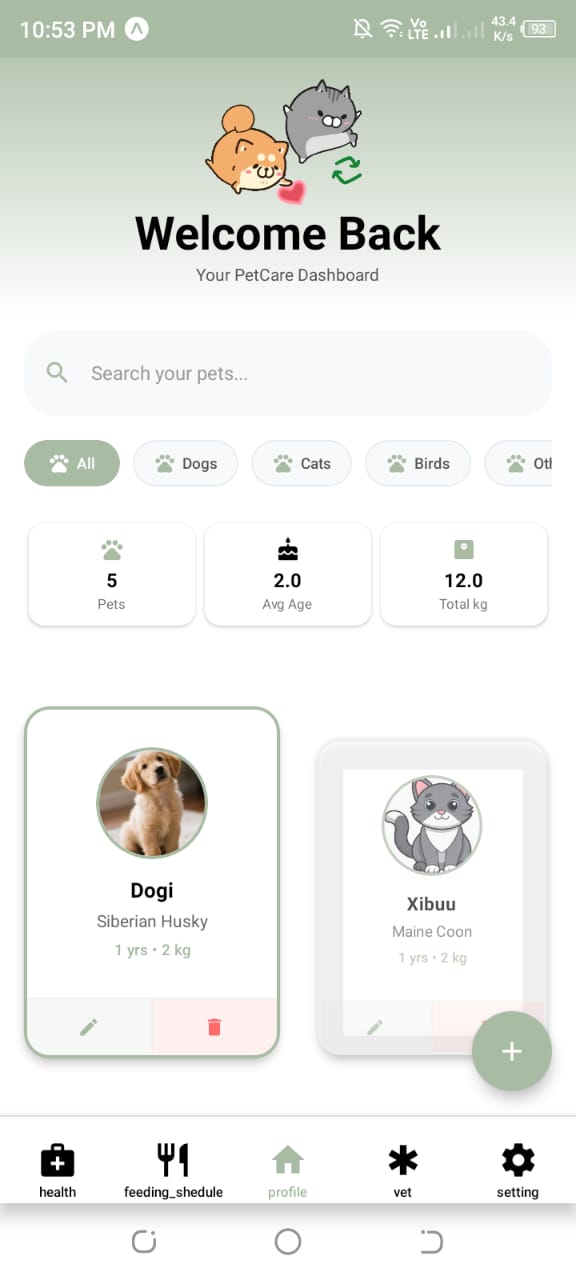 10:53 PM
Vo LTE 43.4 K/s 93
Welcome Back
Your PetCare Dashboard
Search your pets...
All Dogs Cats Birds Oth
5 2.0 12.0
Pets Avg Age Total kg
Dogi
Siberian Husky
1 yrs • 2 kg
Xibuu
Maine Coon
1 yrs • 2 kg
health feeding_shedule profile vet setting